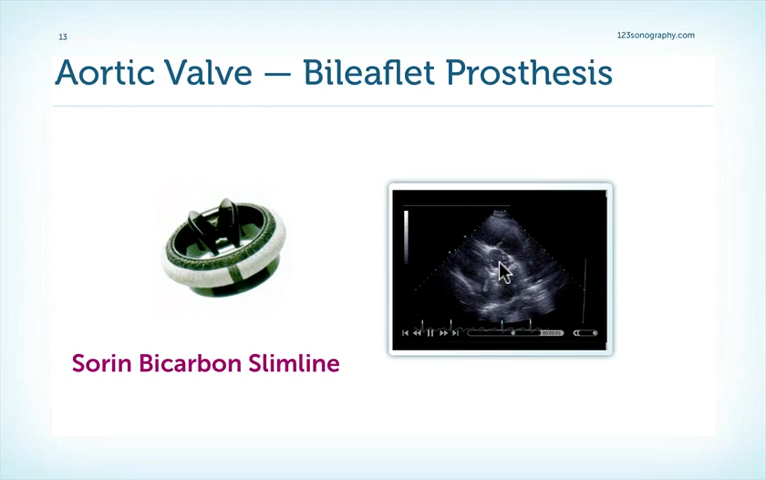 13
123sonography.com
Aortic Valve — Bileaflet Prosthesis
Sorin Bicarbon Slimline